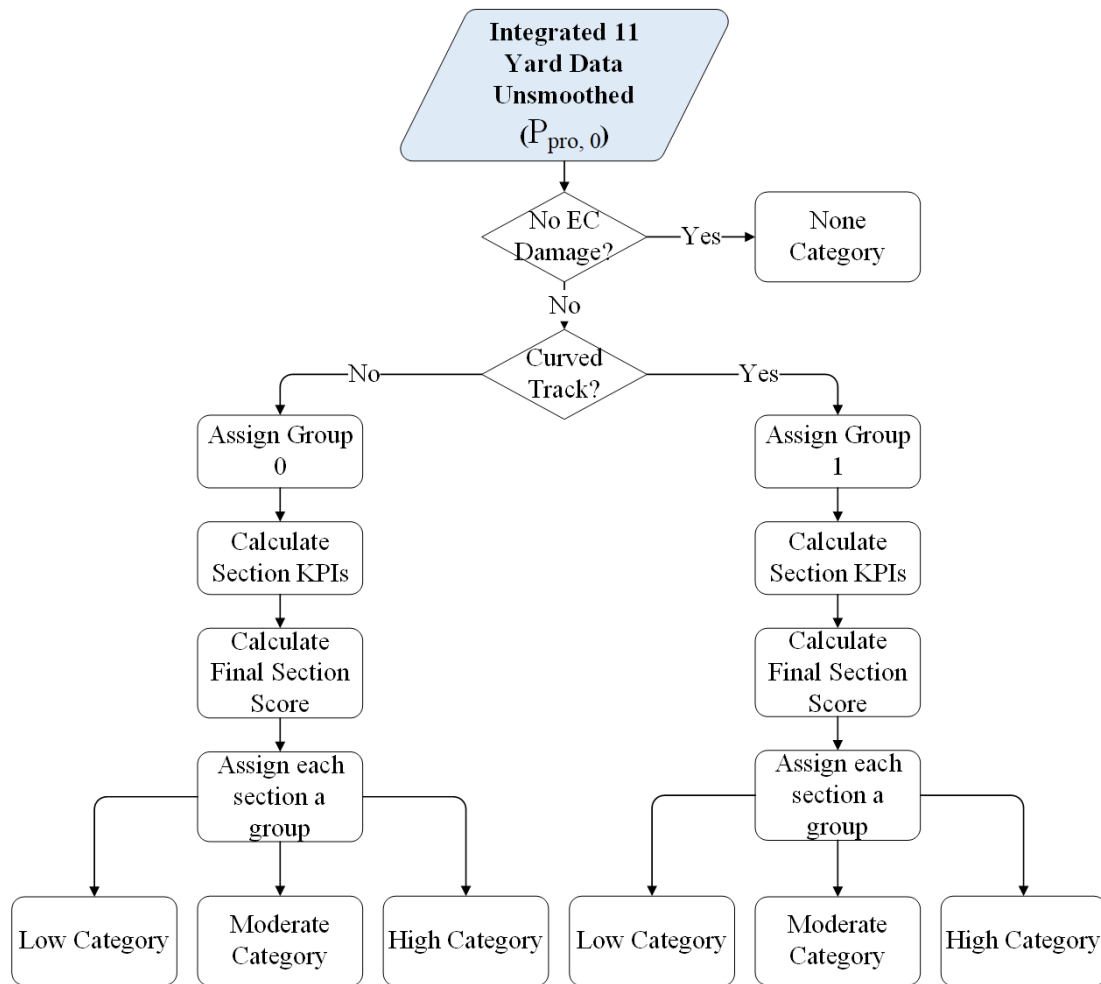 Integrated 11
Yard Data
Unsmoothed
(P_pro, 0)
No EC
Damage?
Yes
None
Category
No
Curved
Track?
No
Yes
Assign Group
0
Assign Group
1
Calculate
Section KPIs
Calculate
Section KPIs
Calculate
Final Section
Score
Calculate
Final Section
Score
Assign each
section a
group
Assign each
section a
group
Low Category
Moderate
Category
High Category
Low Category
Moderate
Category
High Category